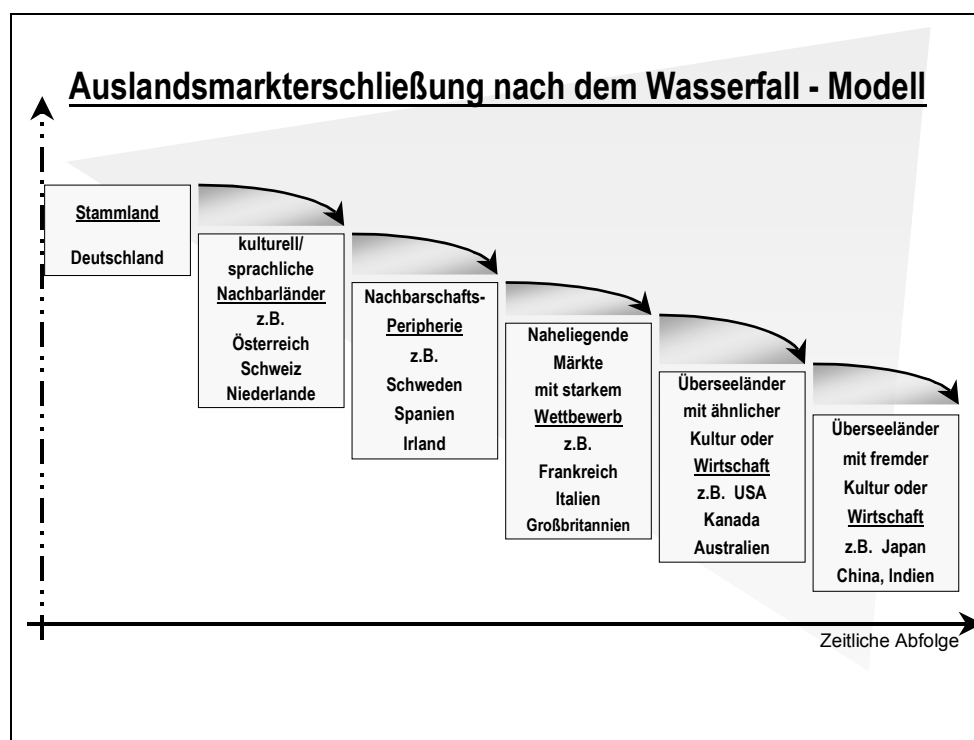 Auslandsmarkterschließung nach dem Wasserfall - Modell
Stammland
Deutschland
kulturell/
sprachliche
Nachbarländer
z.B.
Österreich
Schweiz
Niederlande
Nachbarschafts-
Peripherie
z.B.
Schweden
Spanien
Irland
Naheliegende
Märkte
mit starkem
Wettbewerb
z.B.
Frankreich
Italien
Großbritannien
Überseeländer
mit ähnlicher
Kultur oder
Wirtschaft
z.B. USA
Kanada
Australien
Überseeländer
mit fremder
Kultur oder
Wirtschaft
z.B. Japan
China, Indien
Zeitliche Abfolge